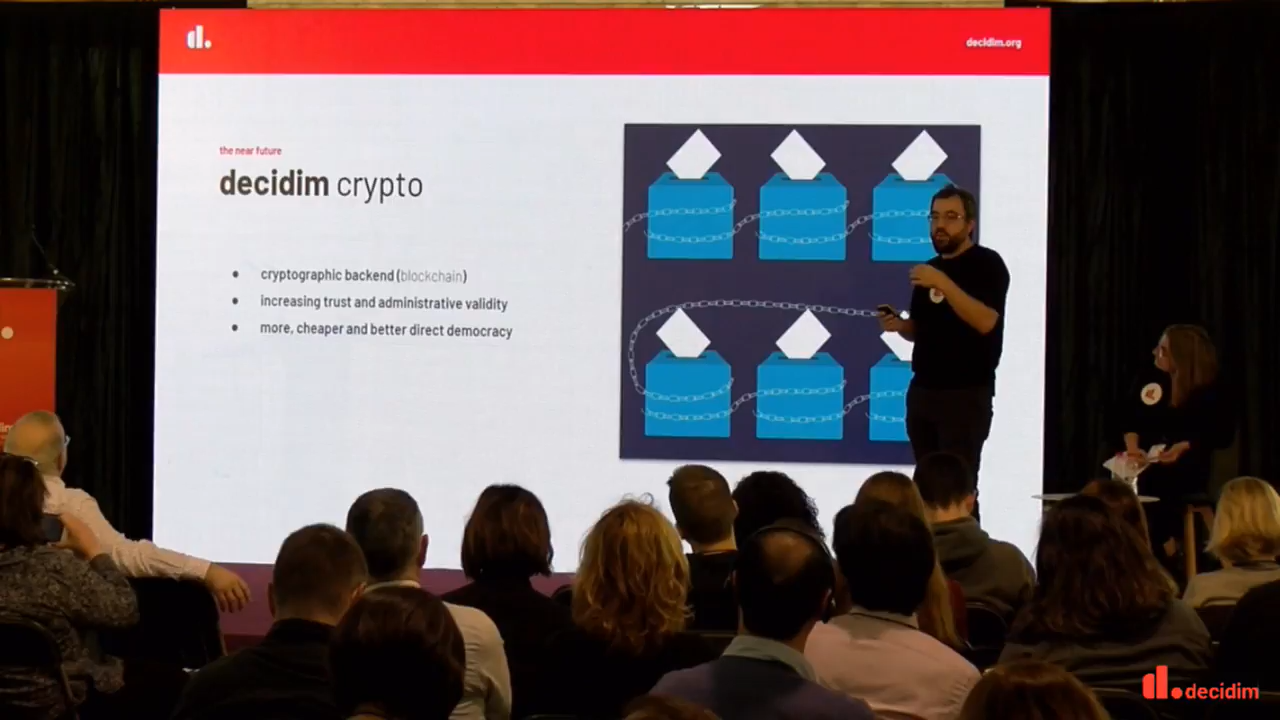 d.
decidim.org
the near future
decidim crypto
cryptographic backend (blockchain)
increasing trust and administrative validity
more, cheaper and better direct democracy
d.decidim